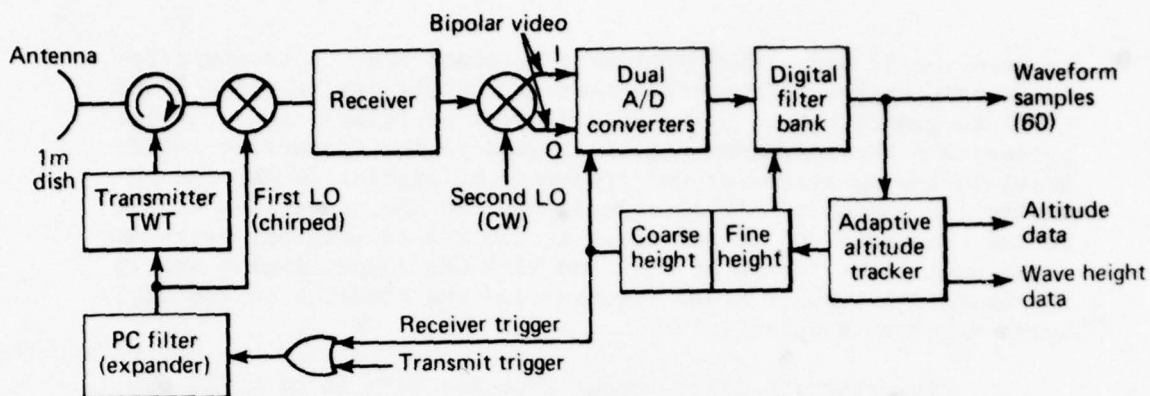 Bipolar video
Antenna
I
Receiver
Dual
A/D
converters
Digital
filter
bank
Waveform
samples
(60)
Q
1m
dish
Transmitter
TWT
First LO
(chirped)
Second LO
(CW)
Coarse
height
Fine
height
Adaptive
altitude
tracker
Altitude
data
Wave height
data
PC filter
(expander)
Receiver trigger
Transmit trigger